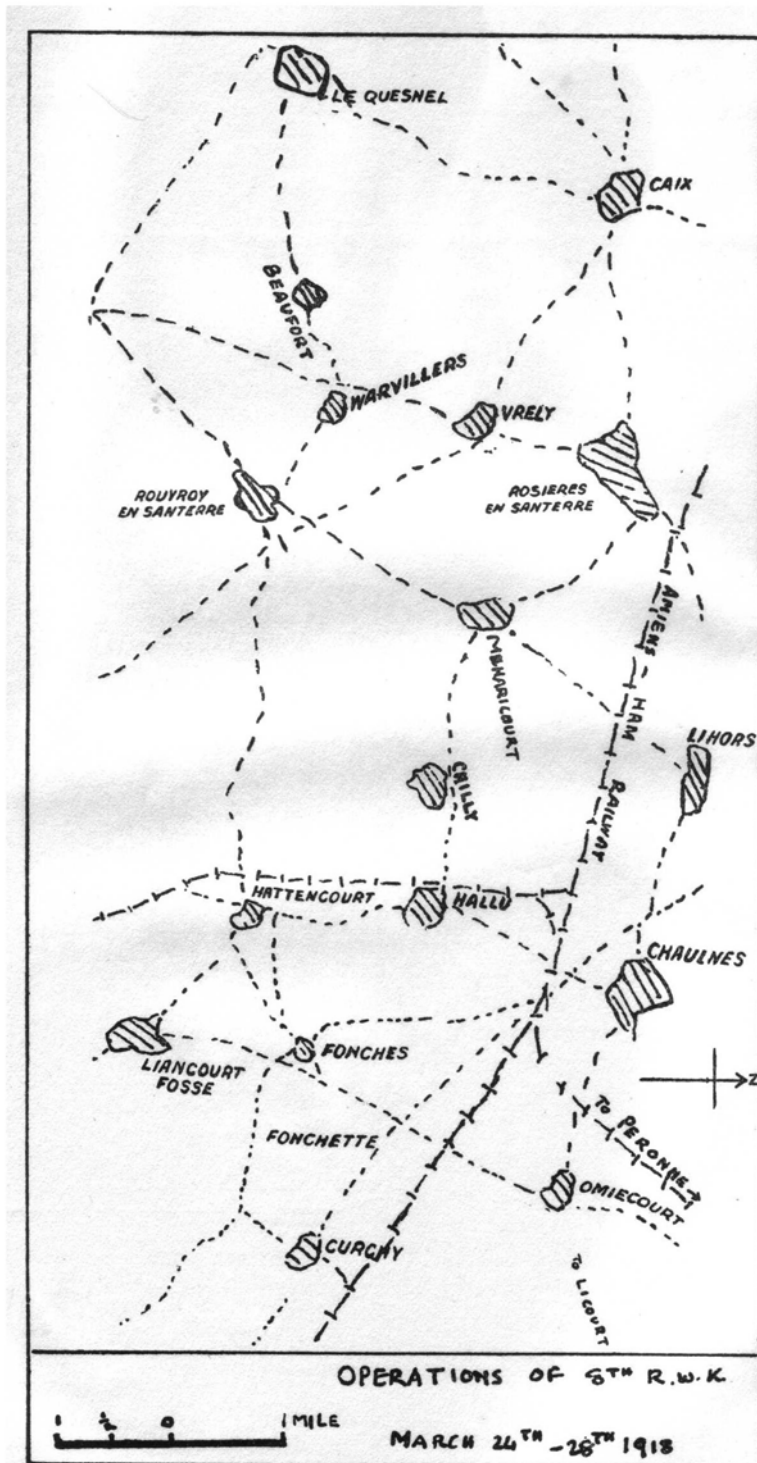 LE QUESNEL
CAIX
BEAUFORT
WARVILLERS
VRELY
ROUVROY
EN SANTERRE
ROSIERES
EN SANTERRE
MEHARICOURT
AMIENS HAM RAILWAY
LIHORS
CHILLY
HATTENCOURT
HALLU
CHAULNES
LIANCOURT
FOSSE
FONCHES
Z
TO PERONNE
FONCHETTE
OMIECOURT
CURCHY
TO LICOURT
OPERATIONS OF 8TH R.W.K.
1 ½ 0 1 MILE
MARCH 24TH - 28TH 1918